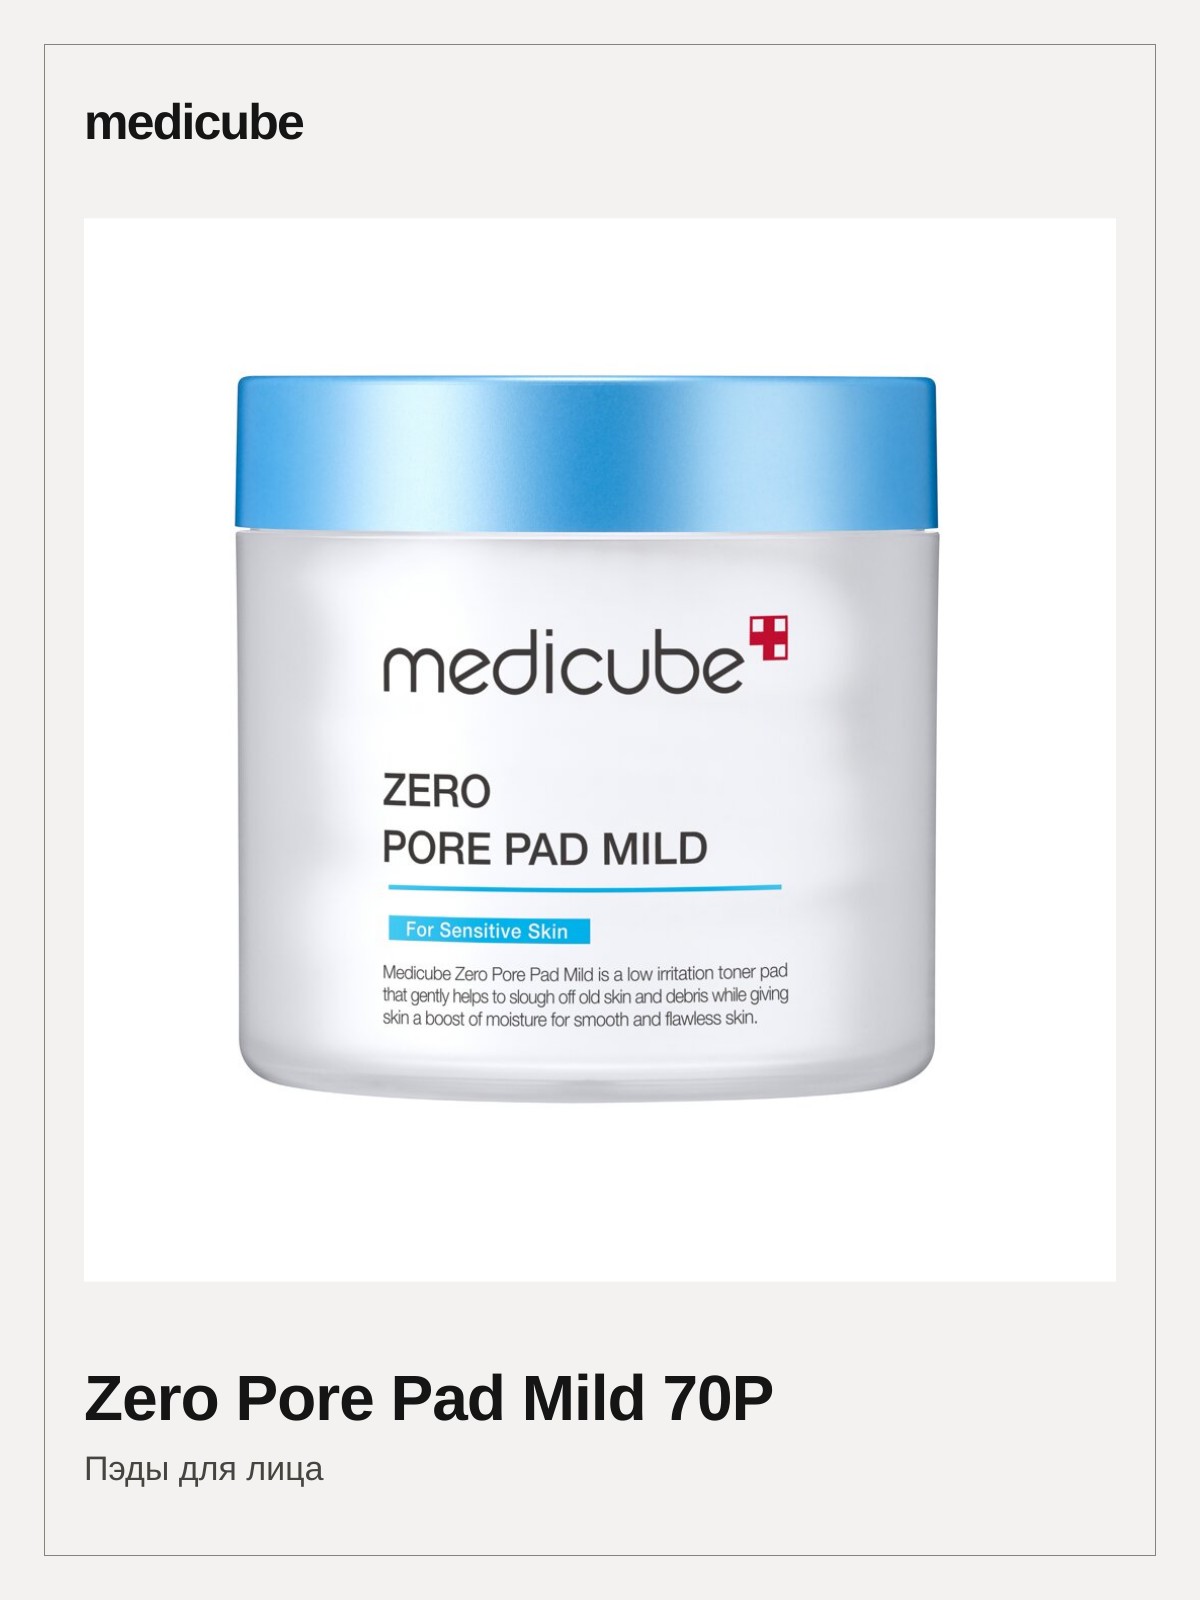 medicube
medicube
ZERO
PORE PAD MILD
For Sensitive Skin
Medicube Zero Pore Pad Mild is a low irritation toner pad
that gently helps to slough off old skin and debris while giving
skin a boost of moisture for smooth and flawless skin.
Zero Pore Pad Mild 70P
Пэды для лица